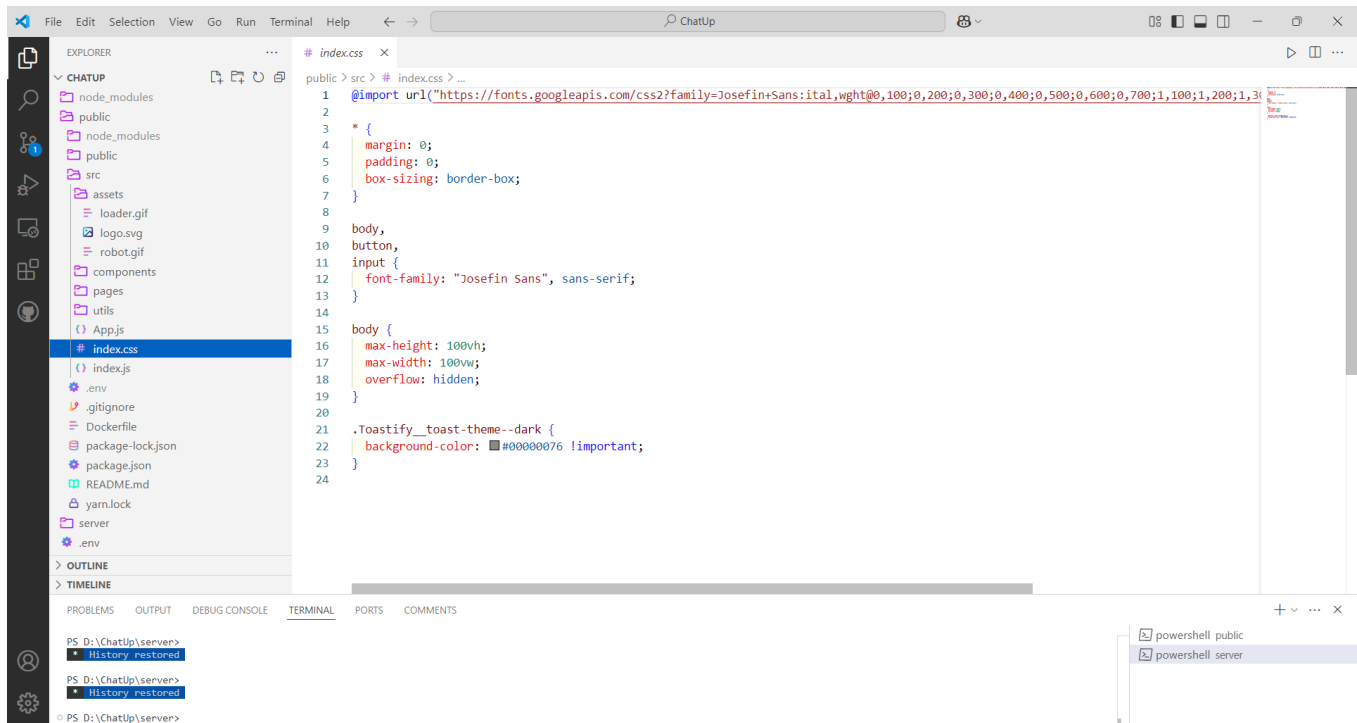 File Edit Selection View Go Run Terminal Help ChatUp
EXPLORER
CHATUP
node_modules
public
node_modules
public
src
assets
loader.gif
logo.svg
robot.gif
components
pages
utils
{} App.js
# index.css
{} index.js
.env
.gitignore
Dockerfile
package-lock.json
package.json
README.md
yarn.lock
server
.env
OUTLINE
TIMELINE
# index.css
public > src > # index.css > ...
1 @import url("https://fonts.googleapis.com/css2?family=Josefin+Sans:ital,wght@0,100;0,200;0,300;0,400;0,500;0,600;0,700;1,100;1,200;1,30
2
3 * {
4 margin: 0;
5 padding: 0;
6 box-sizing: border-box;
7 }
8
9 body,
10 button,
11 input {
12 font-family: "Josefin Sans", sans-serif;
13 }
14
15 body {
16 max-height: 100vh;
17 max-width: 100vw;
18 overflow: hidden;
19 }
20
21 .Toastify__toast-theme--dark {
22 background-color: #00000076 !important;
23 }
24
PROBLEMS OUTPUT DEBUG CONSOLE TERMINAL PORTS COMMENTS
PS D:\ChatUp\server>
* History restored
PS D:\ChatUp\server>
* History restored
PS D:\ChatUp\server>
powershell public
powershell server
1